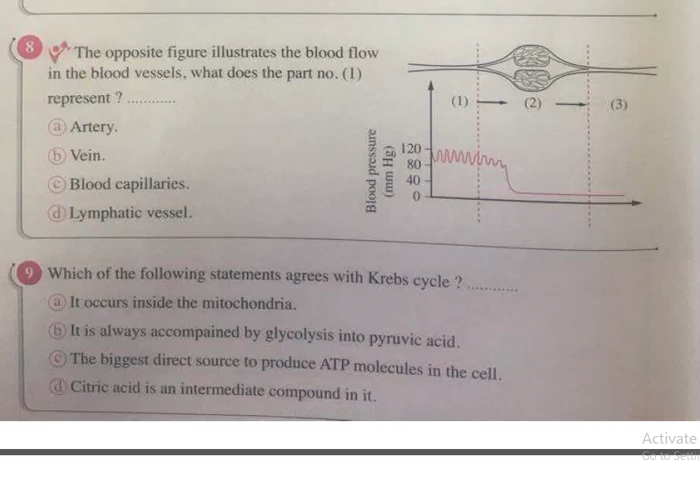 8 The opposite figure illustrates the blood flow
in the blood vessels, what does the part no. (1)
represent ? ............
a Artery.
b Vein.
c Blood capillaries.
d Lymphatic vessel.
(1) (2) (3)
Blood pressure
(mm Hg)
120
80
40
0
9 Which of the following statements agrees with Krebs cycle ? ............
a It occurs inside the mitochondria.
b It is always accompained by glycolysis into pyruvic acid.
c The biggest direct source to produce ATP molecules in the cell.
d Citric acid is an intermediate compound in it.
Activate
Go to Settin